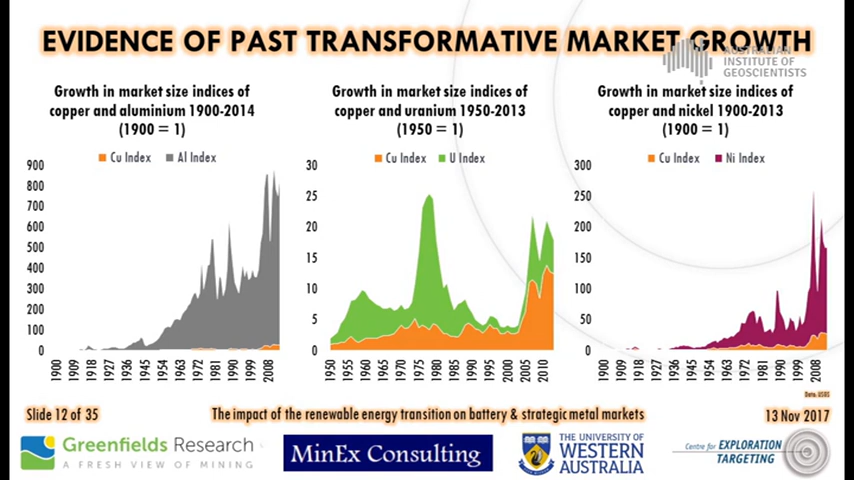 EVIDENCE OF PAST TRANSFORMATIVE MARKET GROWTH
AUSTRALIAN
INSTITUTE OF
GEOSCIENTISTS
Growth in market size indices of
copper and aluminium 1900-2014
(1900 = 1)
Cu Index Al Index
900
800
700
600
500
400
300
200
100
0
1900 1909 1918 1927 1936 1945 1954 1963 1972 1981 1990 1999 2008
Growth in market size indices of
copper and uranium 1950-2013
(1950 = 1)
Cu Index U Index
30
25
20
15
10
5
0
1950 1955 1960 1965 1970 1975 1980 1985 1990 1995 2000 2005 2010
Growth in market size indices of
copper and nickel 1900-2013
(1900 = 1)
Cu Index Ni Index
300
250
200
150
100
50
0
1900 1909 1918 1927 1936 1945 1954 1963 1972 1981 1990 1999 2008
Data: USGS
Slide 12 of 35
The impact of the renewable energy transition on battery & strategic metal markets
13 Nov 2017
Greenfields Research
A FRESH VIEW OF MINING
MinEx Consulting
THE UNIVERSITY OF
WESTERN
AUSTRALIA
Centre for EXPLORATION
TARGETING